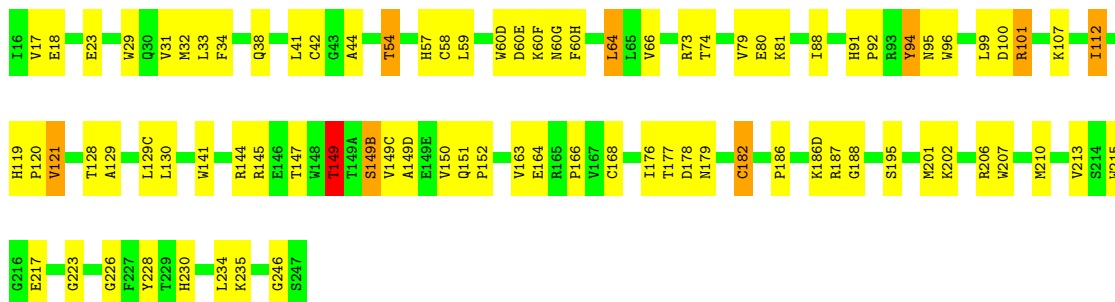 I16 V17 E18 E23 W29 Q30 V31 M32 L33 F34 Q38 L41 C42 G43 A44 T54 H57 C58 L59 W60D D60E K60F N60G F60H L64 L65 V66 R73 T74 V79 E80 K81 I88 H91 P92 R93 Y94 N95 W96 L99 D100 R101 K107 I112
H119 P120 V121 T128 A129 L129C L130 W141 R144 R145 E146 T147 W148 T149 T149A S149B V149C A149D E149E V150 Q151 P152 V163 E164 R165 P166 V167 C168 I176 T177 D178 N179 C182 P186 K186D R187 G188 S195 M201 K202 R206 W207 M210 V213 S214 W215
G216 E217 G223 G226 F227 Y228 T229 H230 L234 K235 G246 S247